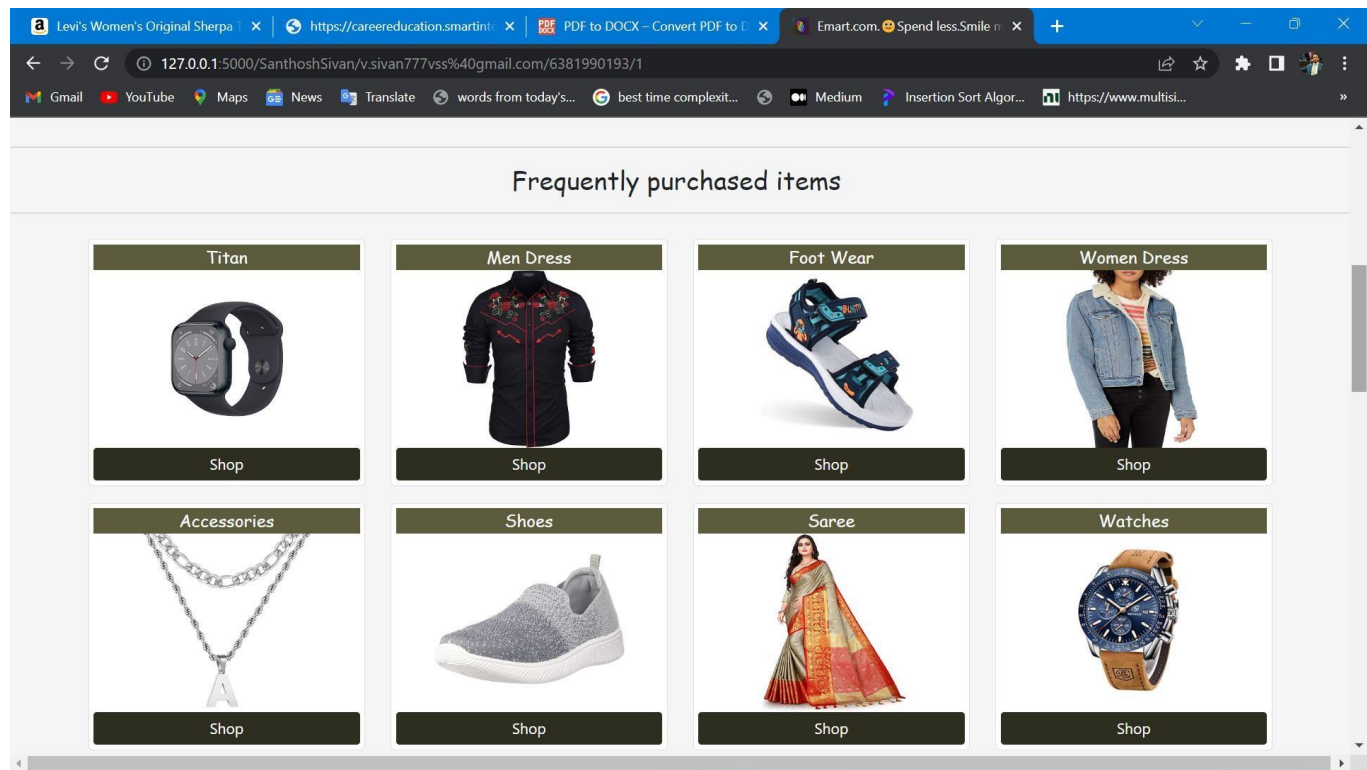 Levi's Women's Original Sherpa T
https://careereducation.smartinte
PDF to DOCX – Convert PDF to D
Emart.com.😀Spend less.Smile m
127.0.0.1:5000/SanthoshSivan/v.sivan777vss%40gmail.com/6381990193/1
Gmail YouTube Maps News Translate words from today's... best time complexit... Medium Insertion Sort Algor... https://www.multisi... »
Frequently purchased items
Titan Men Dress Foot Wear Women Dress
Shop Shop Shop Shop
Accessories Shoes Saree Watches
A
Shop Shop Shop Shop